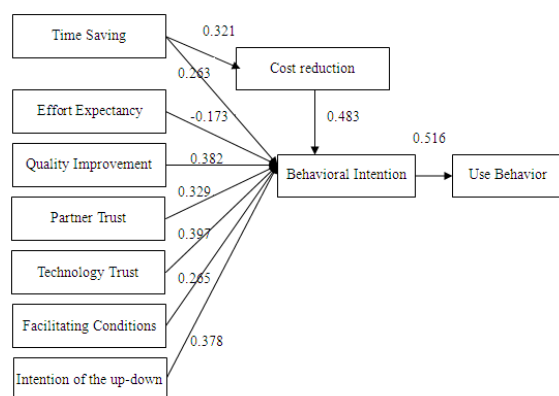 Time Saving
0.321
Cost reduction
0.263
Effort Expectancy
-0.173
0.483
0.516
Quality Improvement
0.382
Behavioral Intention
Use Behavior
0.329
Partner Trust
0.397
Technology Trust
0.265
Facilitating Conditions
0.378
Intention of the up-down